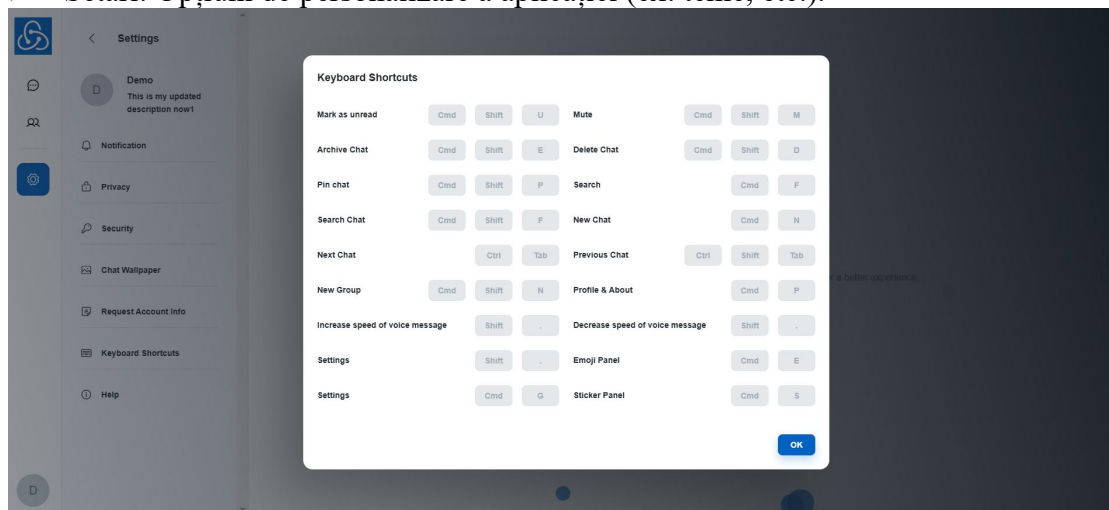 Setări: Opțiuni de personalizare a aplicației (ex. teme, etc.).
Settings
D
Demo
This is my updated
description now1
Notification
Privacy
Security
Chat Wallpaper
Request Account Info
Keyboard Shortcuts
Help
D
Keyboard Shortcuts
Mark as unread Cmd Shift U Mute Cmd Shift M
Archive Chat Cmd Shift E Delete Chat Cmd Shift D
Pin chat Cmd Shift P Search Cmd F
Search Chat Cmd Shift F New Chat Cmd N
Next Chat Ctrl Tab Previous Chat Ctrl Shift Tab
New Group Cmd Shift N Profile & About Cmd P
Increase speed of voice message Shift . Decrease speed of voice message Shift .
Settings Shift . Emoji Panel Cmd E
Settings Cmd G Sticker Panel Cmd S
OK
a better experience